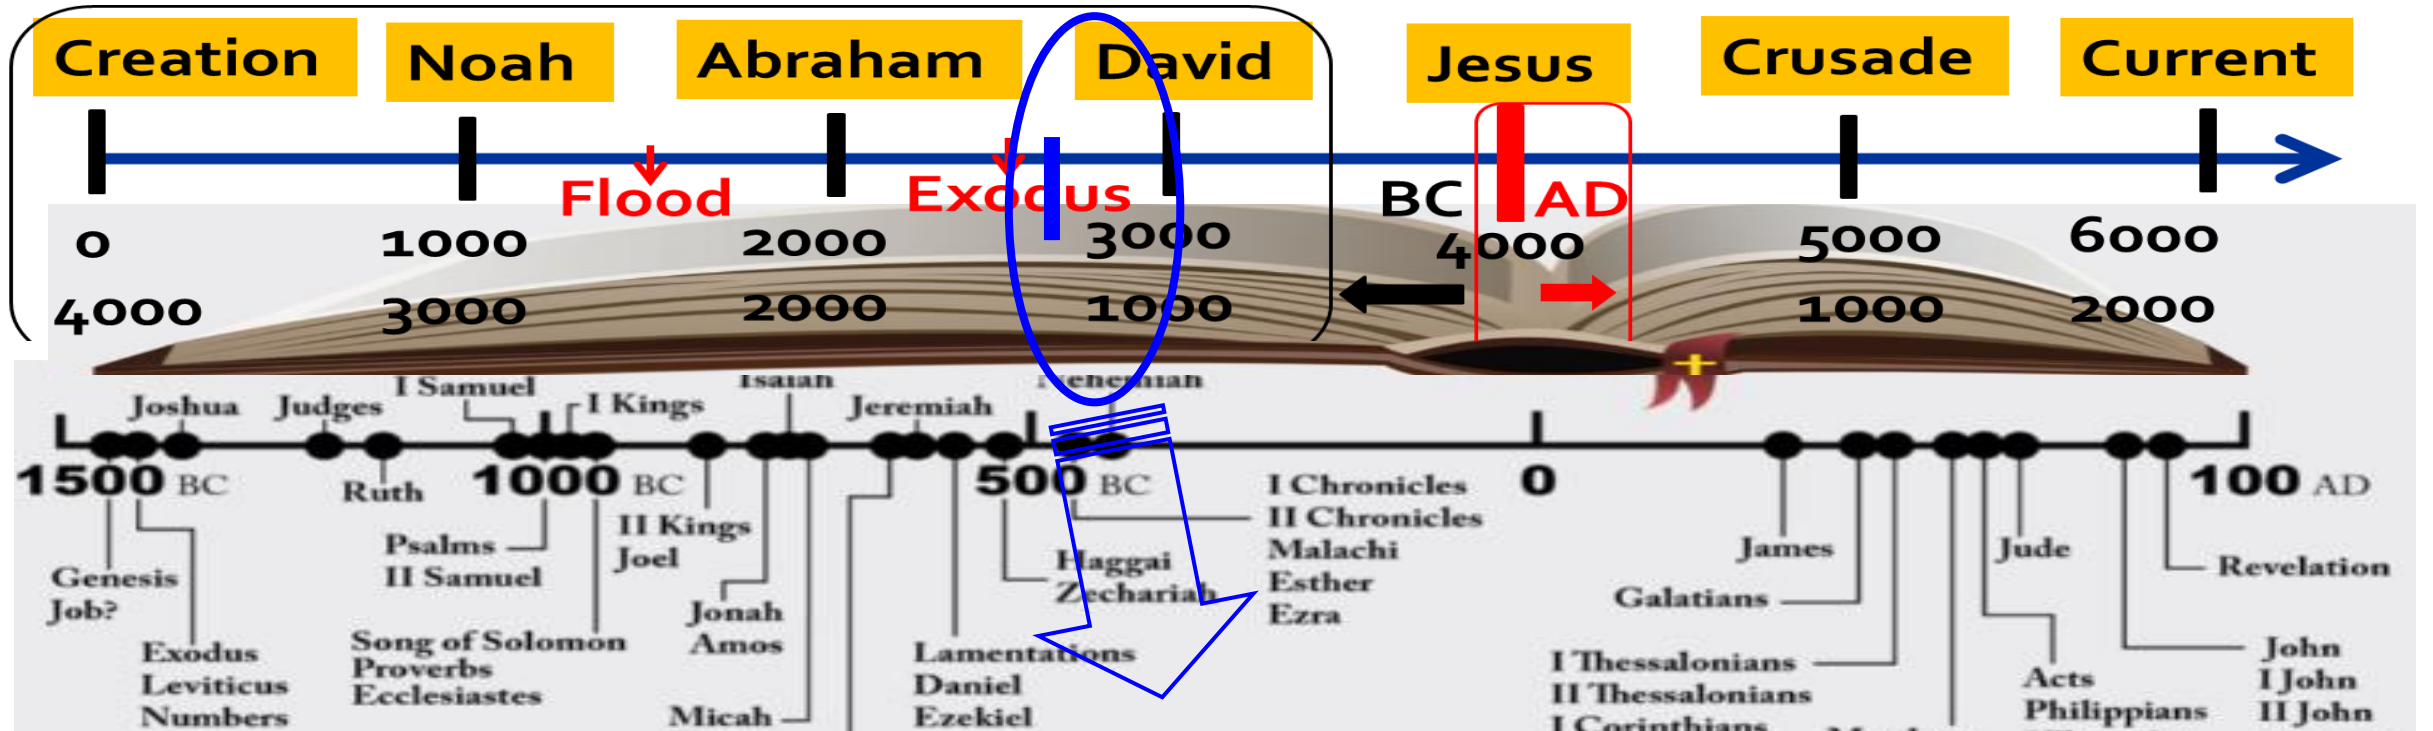 Creation Noah Abraham David Jesus Crusade Current
Flood Exodus BC AD
0 1000 2000 3000 4000 5000 6000
4000 3000 2000 1000 1000 2000
Joshua Judges I Samuel I Kings Isaiah Jeremiah Nehemiah
1500 BC 1000 BC 500 BC 0 100 AD
Ruth
Genesis
Job?
Exodus
Leviticus
Numbers
Psalms
II Samuel
Song of Solomon
Proverbs
Ecclesiastes
II Kings
Joel
Jonah
Amos
Micah
Lamentations
Daniel
Ezekiel
Haggai
Zechariah
I Chronicles
II Chronicles
Malachi
Esther
Ezra
James
Galatians
I Thessalonians
II Thessalonians
I Corinthians
Jude
Acts
Philippians
Revelation
John
I John
II John